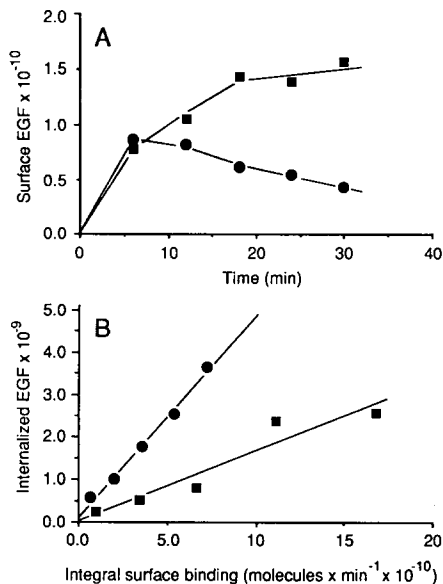 A
Surface EGF x 10⁻¹⁰
1.5
1.0
0.5
0.0
0 10 20 30 40
Time (min)
B
Internalized EGF x 10⁻⁹
5.0
4.0
3.0
2.0
1.0
0.0
0.0 5.0 10 15 20
Integral surface binding (molecules x min⁻¹ x 10⁻¹⁰)